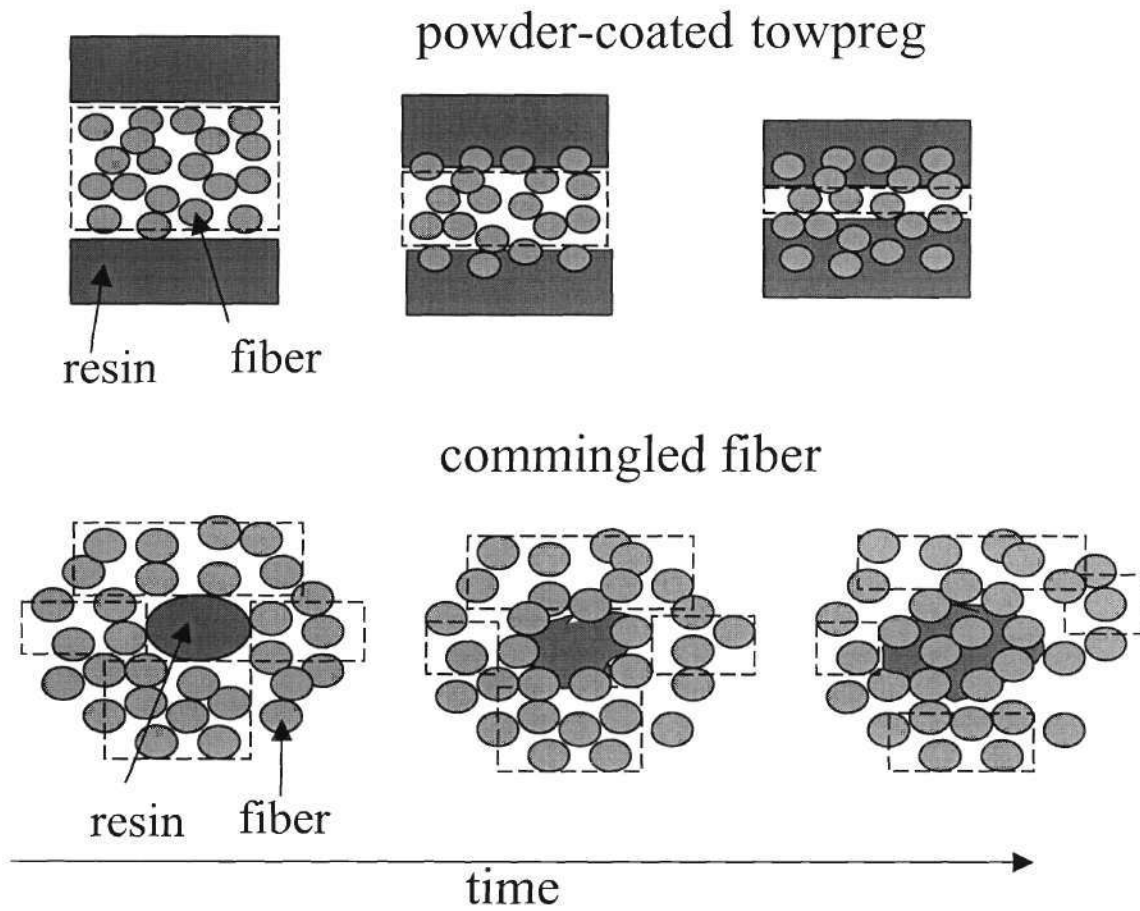 powder-coated towpreg
resin
fiber
commingled fiber
resin
fiber
time